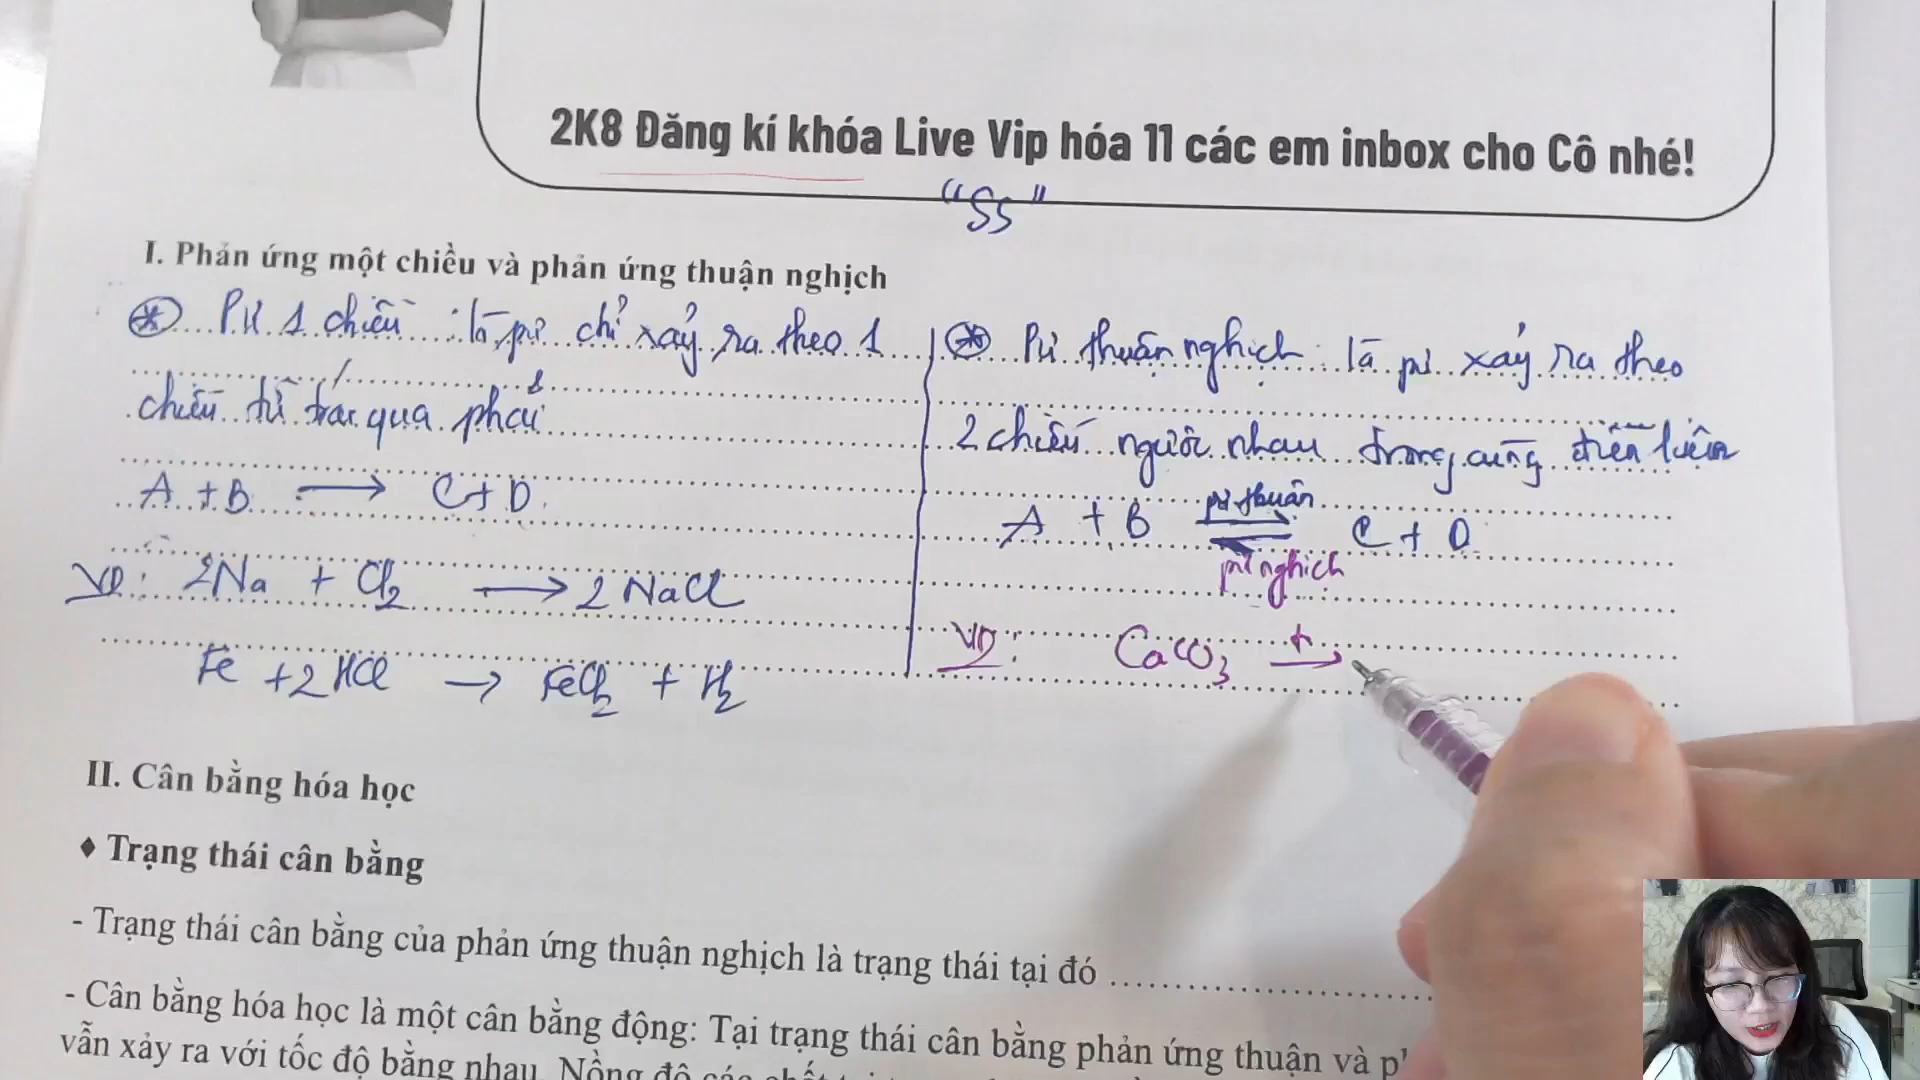 2K8 Đăng kí khóa Live Vip hóa 11 các em inbox cho Cô nhé!
"S5"
I. Phản ứng một chiều và phản ứng thuận nghịch
Pư 1 chiều : là pư chỉ xảy ra theo 1
chiều từ trái qua phải
A + B → C + D
VD: 2Na + Cl2 → 2NaCl
Fe + 2HCl → FeCl2 + H2
Pư thuận nghịch : là pư xảy ra theo
2 chiều ngược nhau trong cùng điều kiện
pư thuận
A + B ⇌ C + D
pư nghịch
VD: CaCO3 →
II. Cân bằng hóa học
♦ Trạng thái cân bằng
- Trạng thái cân bằng của phản ứng thuận nghịch là trạng thái tại đó
- Cân bằng hóa học là một cân bằng động: Tại trạng thái cân bằng phản ứng thuận và
vẫn xảy ra với tốc độ bằng nhau. Nồng độ các chất